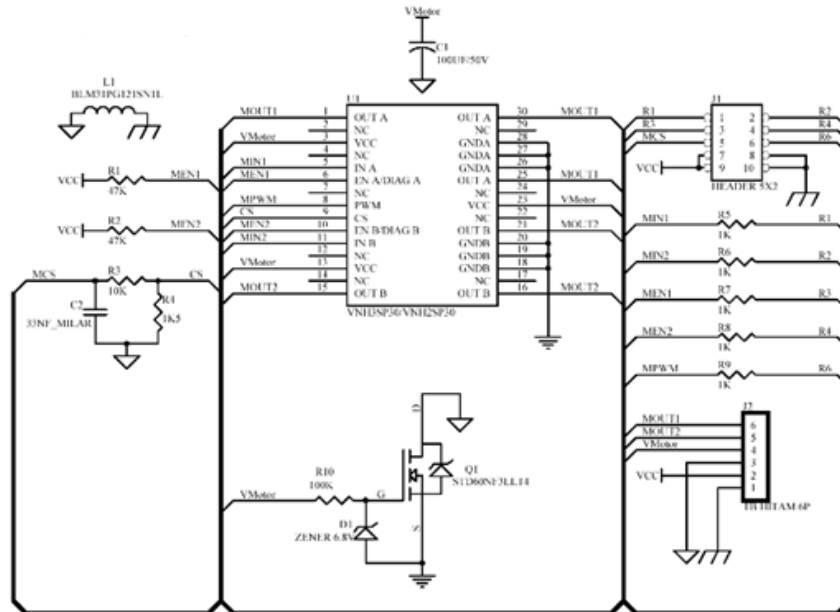 VMotor
C1
100UF/50V
L1
BLM31PG121SN1L
U1
MOUT1 1 OUT A OUT A 30 MOUT1
2 NC NC 29
VMotor 3 VCC GNDA 28
4 NC GNDA 27
MIN1 5 IN A GNDA 26
MEN1 6 EN A/DIAG A OUT A 25 MOUT1
7 NC NC 24
MPWM 8 PWM VCC 23 VMotor
CS 9 CS NC 22
MEN2 10 EN B/DIAG B OUT B 21 MOUT2
MIN2 11 IN B GNDB 20
12 NC GNDB 19
VMotor 13 VCC GNDB 18
14 NC NC 17
MOUT2 15 OUT B OUT B 16 MOUT2
VNH3SP30/VNH2SP30
VCC R1 MEN1
47K
VCC R2 MEN2
47K
MCS R3 CS
10K
R4
1K5
C2
33NF_MILAR
J1
R1 1 2 R2
R3 3 4 R4
MCS 5 6 R6
VCC 7 8
9 10
HEADER 5X2
MIN1 R5 R1
1K
MIN2 R6 R2
1K
MEN1 R7 R3
1K
MEN2 R8 R4
1K
MPWM R9 R6
1K
J2
MOUT1 6
MOUT2 5
VMotor 4
3
VCC 2
1
TB HITAM 6P
D
Q1
STD60NF3LLT4
VMotor R10 G
100K
S
D1
ZENER 6.8V